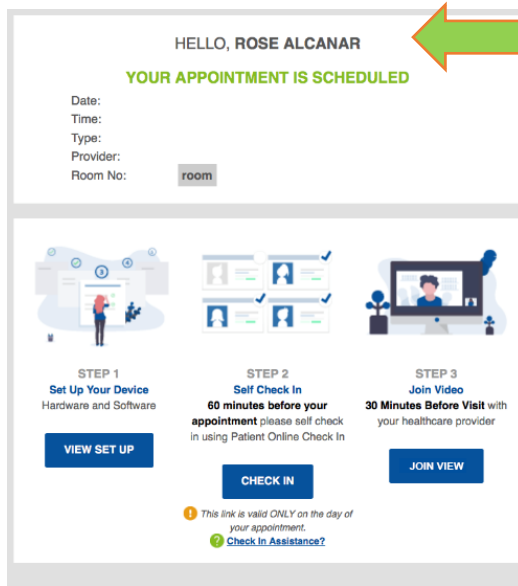 HELLO, ROSE ALCANAR
YOUR APPOINTMENT IS SCHEDULED
Date:
Time:
Type:
Provider:
Room No: room
3
STEP 1
Set Up Your Device
Hardware and Software
VIEW SET UP
STEP 2
Self Check In
60 minutes before your
appointment please self check
in using Patient Online Check In
CHECK IN
! This link is valid ONLY on the day of
your appointment.
? Check In Assistance?
STEP 3
Join Video
30 Minutes Before Visit with
your healthcare provider
JOIN VIEW